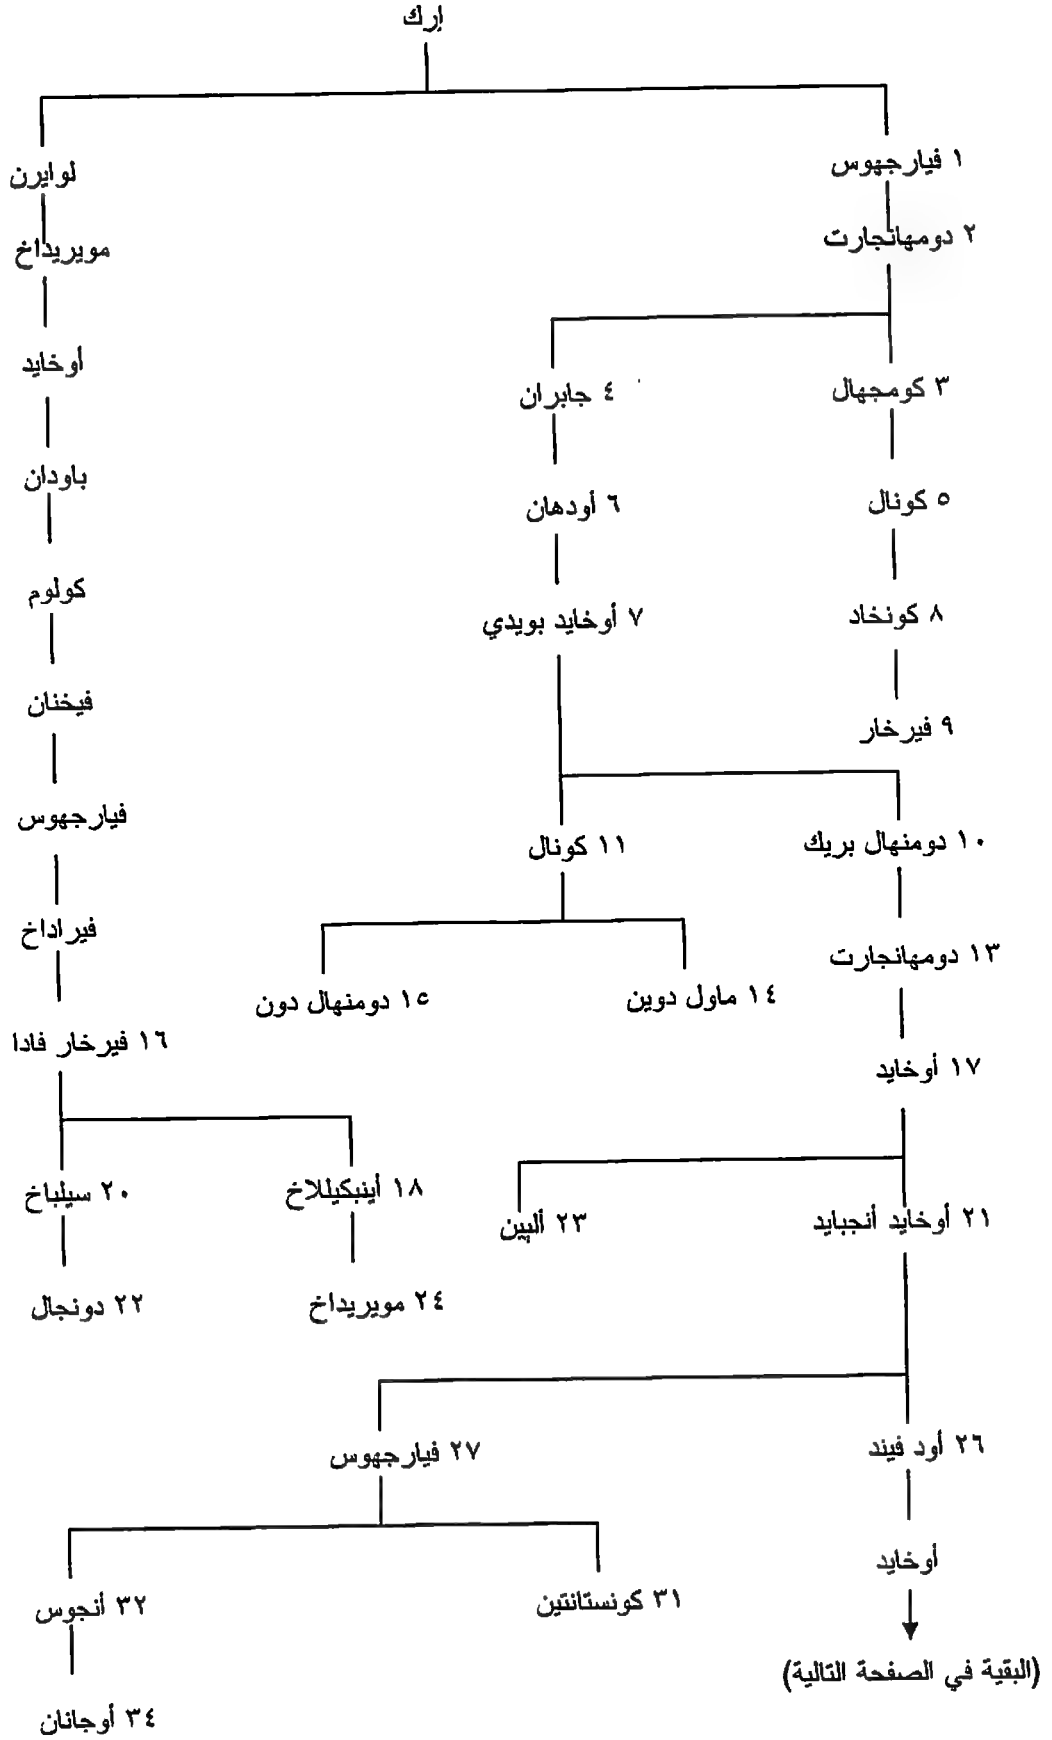 إرك
١ فيارجهوس
لوايرن
٢ دومهانجارت
مويريداخ
٣ كومجهال
٤ جابران
أوخايد
٥ كونال
٦ أودهان
باودان
٨ كونخاد
٧ أوخايد بويدي
كولوم
٩ فيرخار
فيخنان
١٠ دومنهال بريك
١١ كونال
فيارجهوس
١٣ دومهانجارت
١٤ ماول دوين
١٥ دومنهال دون
فيراداخ
١٧ أوخايد
١٦ فيرخار فادا
٢١ أوخايد أنجبايد
٢٣ ألبين
١٨ أينبكيللاخ
٢٠ سيلباخ
٢٤ مويريداخ
٢٢ دونجال
٢٦ أود فيند
٢٧ فيارجهوس
أوخايد
٣١ كونستانتين
٣٢ أنجوس
(البقية في الصفحة التالية)
٣٤ أوجانان